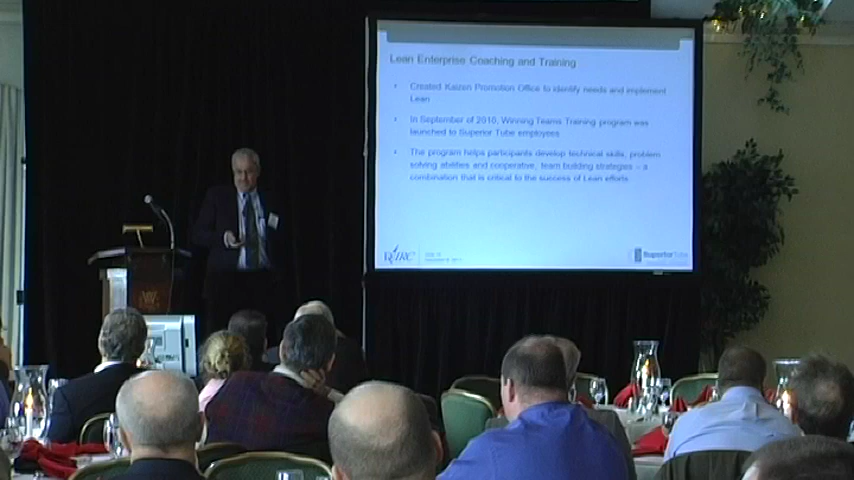 Lean Enterprise Coaching and Training
• Created Kaizen Promotion Office to identify needs and implement
Lean
• In September of 2010, Winning Teams Training program was
launched to Superior Tube employees
• The program helps participants develop technical skills, problem
solving abilities and cooperative, team building strategies – a
combination that is critical to the success of Lean efforts
SuperiorTube